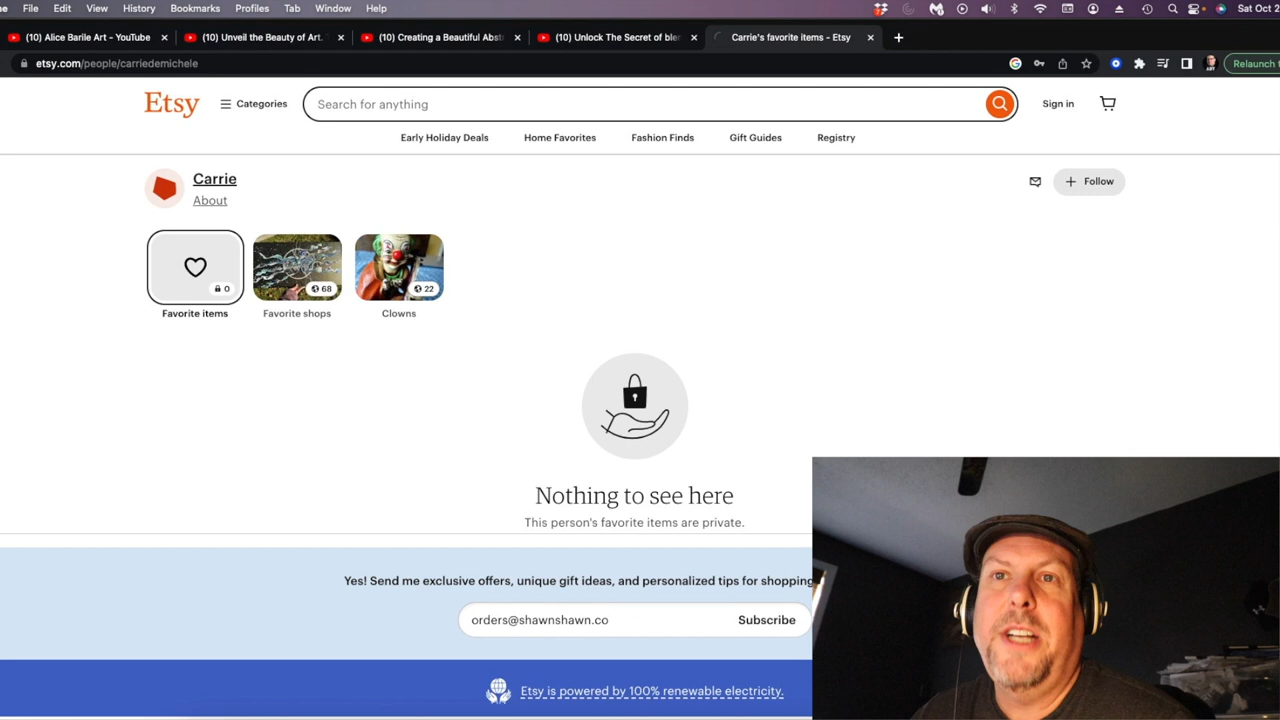 File Edit View History Bookmarks Profiles Tab Window Help Sat Oct 2
(10) Alice Barile Art - YouTube (10) Unveil the Beauty of Art. (10) Creating a Beautiful Abst (10) Unlock The Secret of ble Carrie's favorite items - Etsy
etsy.com/people/carriedemichele Relaunch t
Etsy Categories Search for anything Sign in
Early Holiday Deals Home Favorites Fashion Finds Gift Guides Registry
Carrie
About
+ Follow
0 68 22
Favorite items Favorite shops Clowns
Nothing to see here
This person's favorite items are private.
Yes! Send me exclusive offers, unique gift ideas, and personalized tips for shopping
orders@shawnshawn.co Subscribe
Etsy is powered by 100% renewable electricity.